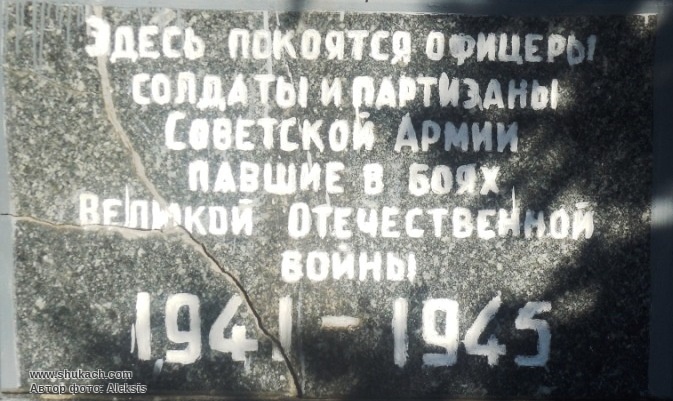 ЗДЕСЬ ПОКОЯТСЯ ОФИЦЕРЫ
СОЛДАТЫ И ПАРТИЗАНЫ
СОВЕТСКОЙ АРМИИ
ПАВШИЕ В БОЯХ
ВЕЛИКОЙ ОТЕЧЕСТВЕННОЙ
ВОЙНЫ
1941-1945
www.shukach.com
Автор фото: Aleksis